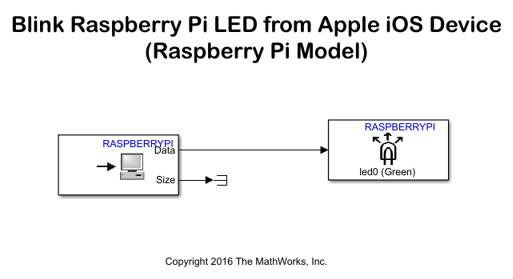 Blink Raspberry Pi LED from Apple iOS Device
(Raspberry Pi Model)
RASPBERRYPI
Data
Size
RASPBERRYPI
led0 (Green)
Copyright 2016 The MathWorks, Inc.